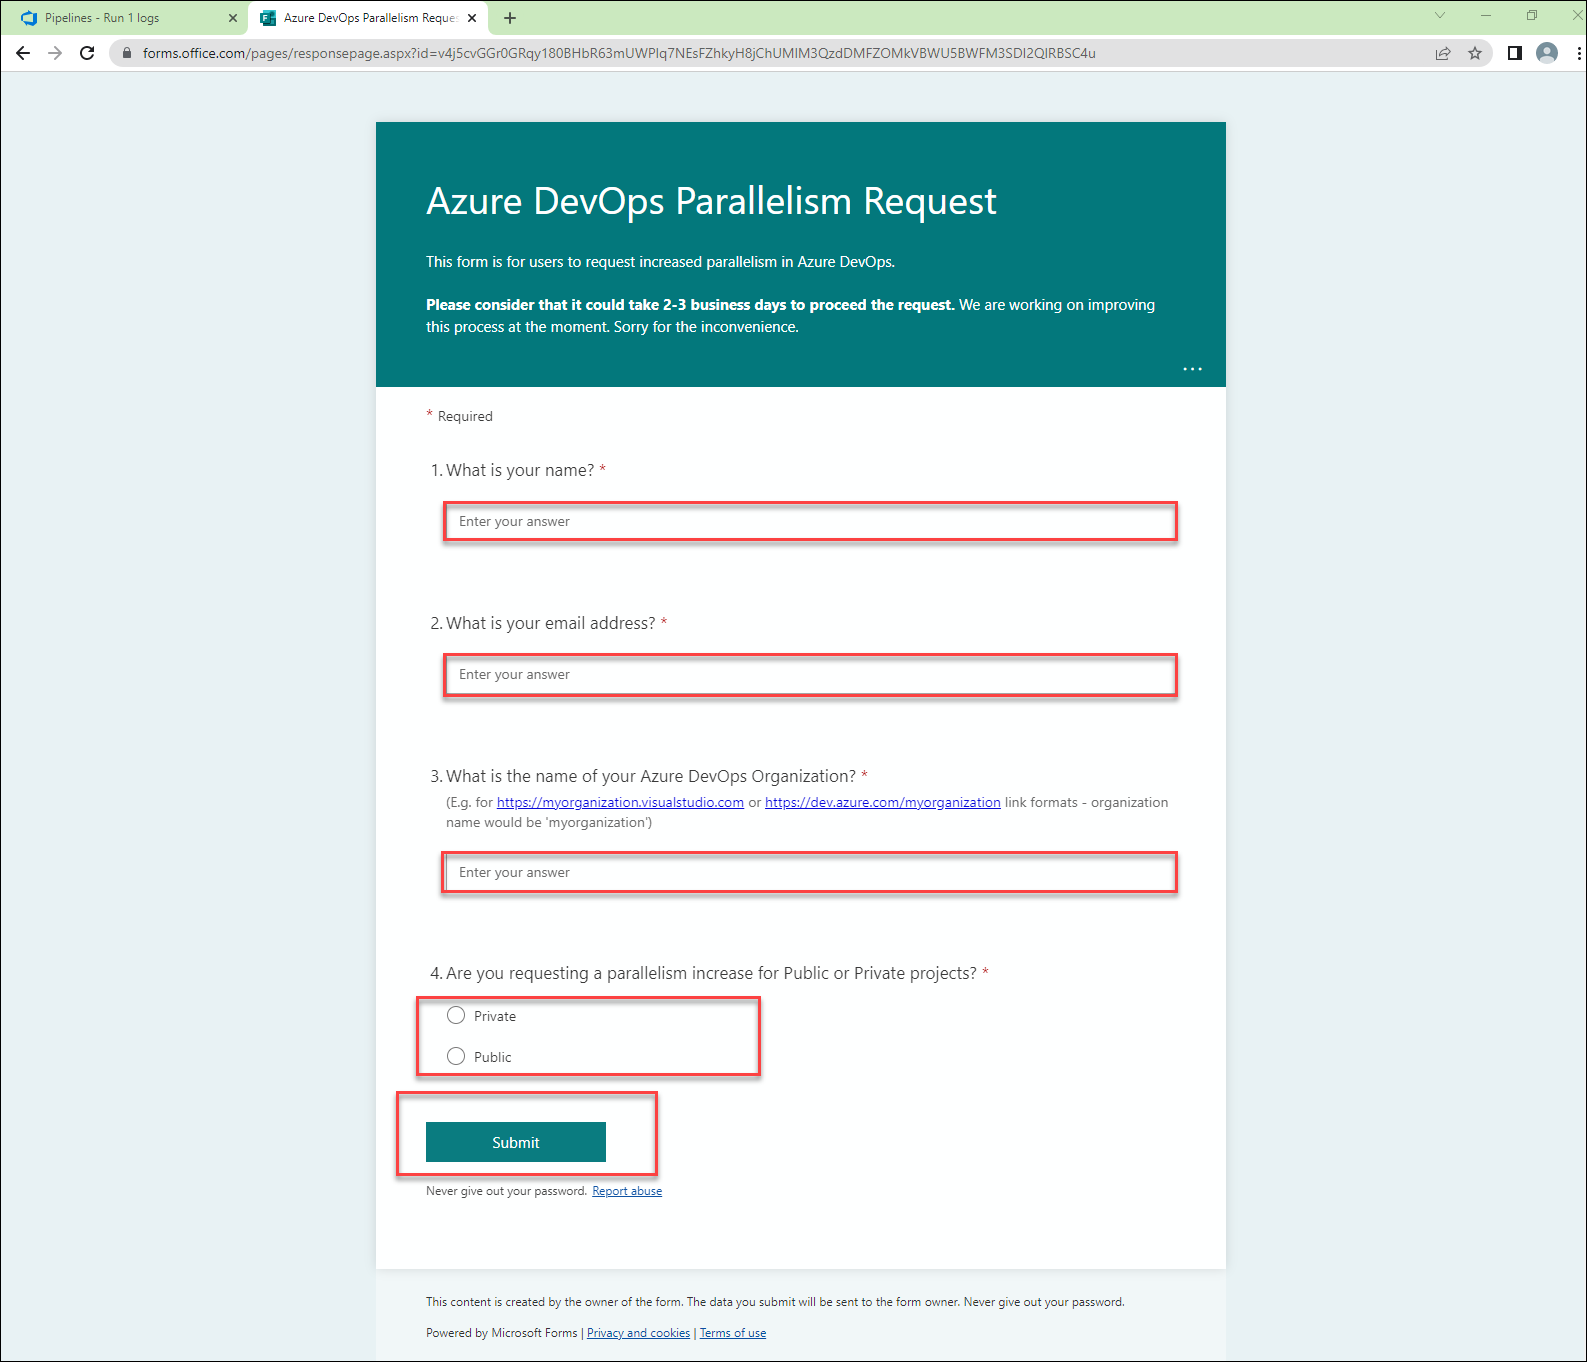 Pipelines - Run 1 logs
Azure DevOps Parallelism Reques
forms.office.com/pages/responsepage.aspx?id=v4j5cvGGr0GRqy180BHbR63mUWPlq7NEsFZhkyH8jChUMlM3QzdDMFZOMkVBWU5BWFM3SDI2QlRBSC4u
Azure DevOps Parallelism Request
This form is for users to request increased parallelism in Azure DevOps.
Please consider that it could take 2-3 business days to proceed the request. We are working on improving
this process at the moment. Sorry for the inconvenience.
* Required
1. What is your name? *
Enter your answer
2. What is your email address? *
Enter your answer
3. What is the name of your Azure DevOps Organization? *
(E.g. for https://myorganization.visualstudio.com or https://dev.azure.com/myorganization link formats - organization
name would be 'myorganization')
Enter your answer
4. Are you requesting a parallelism increase for Public or Private projects? *
Private
Public
Submit
Never give out your password. Report abuse
This content is created by the owner of the form. The data you submit will be sent to the form owner. Never give out your password.
Powered by Microsoft Forms | Privacy and cookies | Terms of use